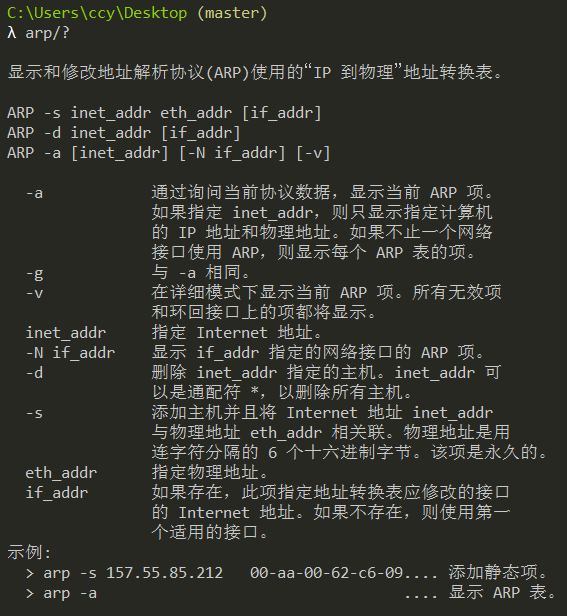 C:\Users\ccy\Desktop (master)
λ arp/?
显示和修改地址解析协议(ARP)使用的“IP 到物理”地址转换表。
ARP -s inet_addr eth_addr [if_addr]
ARP -d inet_addr [if_addr]
ARP -a [inet_addr] [-N if_addr] [-v]
-a 通过询问当前协议数据，显示当前 ARP 项。
如果指定 inet_addr，则只显示指定计算机
的 IP 地址和物理地址。如果不止一个网络
接口使用 ARP，则显示每个 ARP 表的项。
-g 与 -a 相同。
-v 在详细模式下显示当前 ARP 项。所有无效项
和环回接口上的项都将显示。
inet_addr 指定 Internet 地址。
-N if_addr 显示 if_addr 指定的网络接口的 ARP 项。
-d 删除 inet_addr 指定的主机。inet_addr 可
以是通配符 *，以删除所有主机。
-s 添加主机并且将 Internet 地址 inet_addr
与物理地址 eth_addr 相关联。物理地址是用
连字符分隔的 6 个十六进制字节。该项是永久的。
eth_addr 指定物理地址。
if_addr 如果存在，此项指定地址转换表应修改的接口
的 Internet 地址。如果不存在，则使用第一
个适用的接口。
示例:
> arp -s 157.55.85.212 00-aa-00-62-c6-09.... 添加静态项。
> arp -a .... 显示 ARP 表。